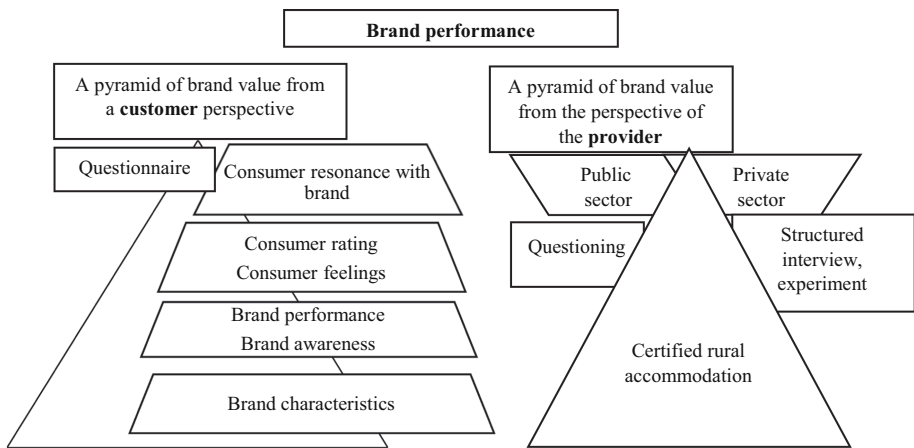 Brand performance
A pyramid of brand value from
a customer perspective
Questionnaire
Consumer resonance with
brand
Consumer rating
Consumer feelings
Brand performance
Brand awareness
Brand characteristics
A pyramid of brand value
from the perspective of
the provider
Public
sector
Private
sector
Questioning
Structured
interview,
experiment
Certified rural
accommodation